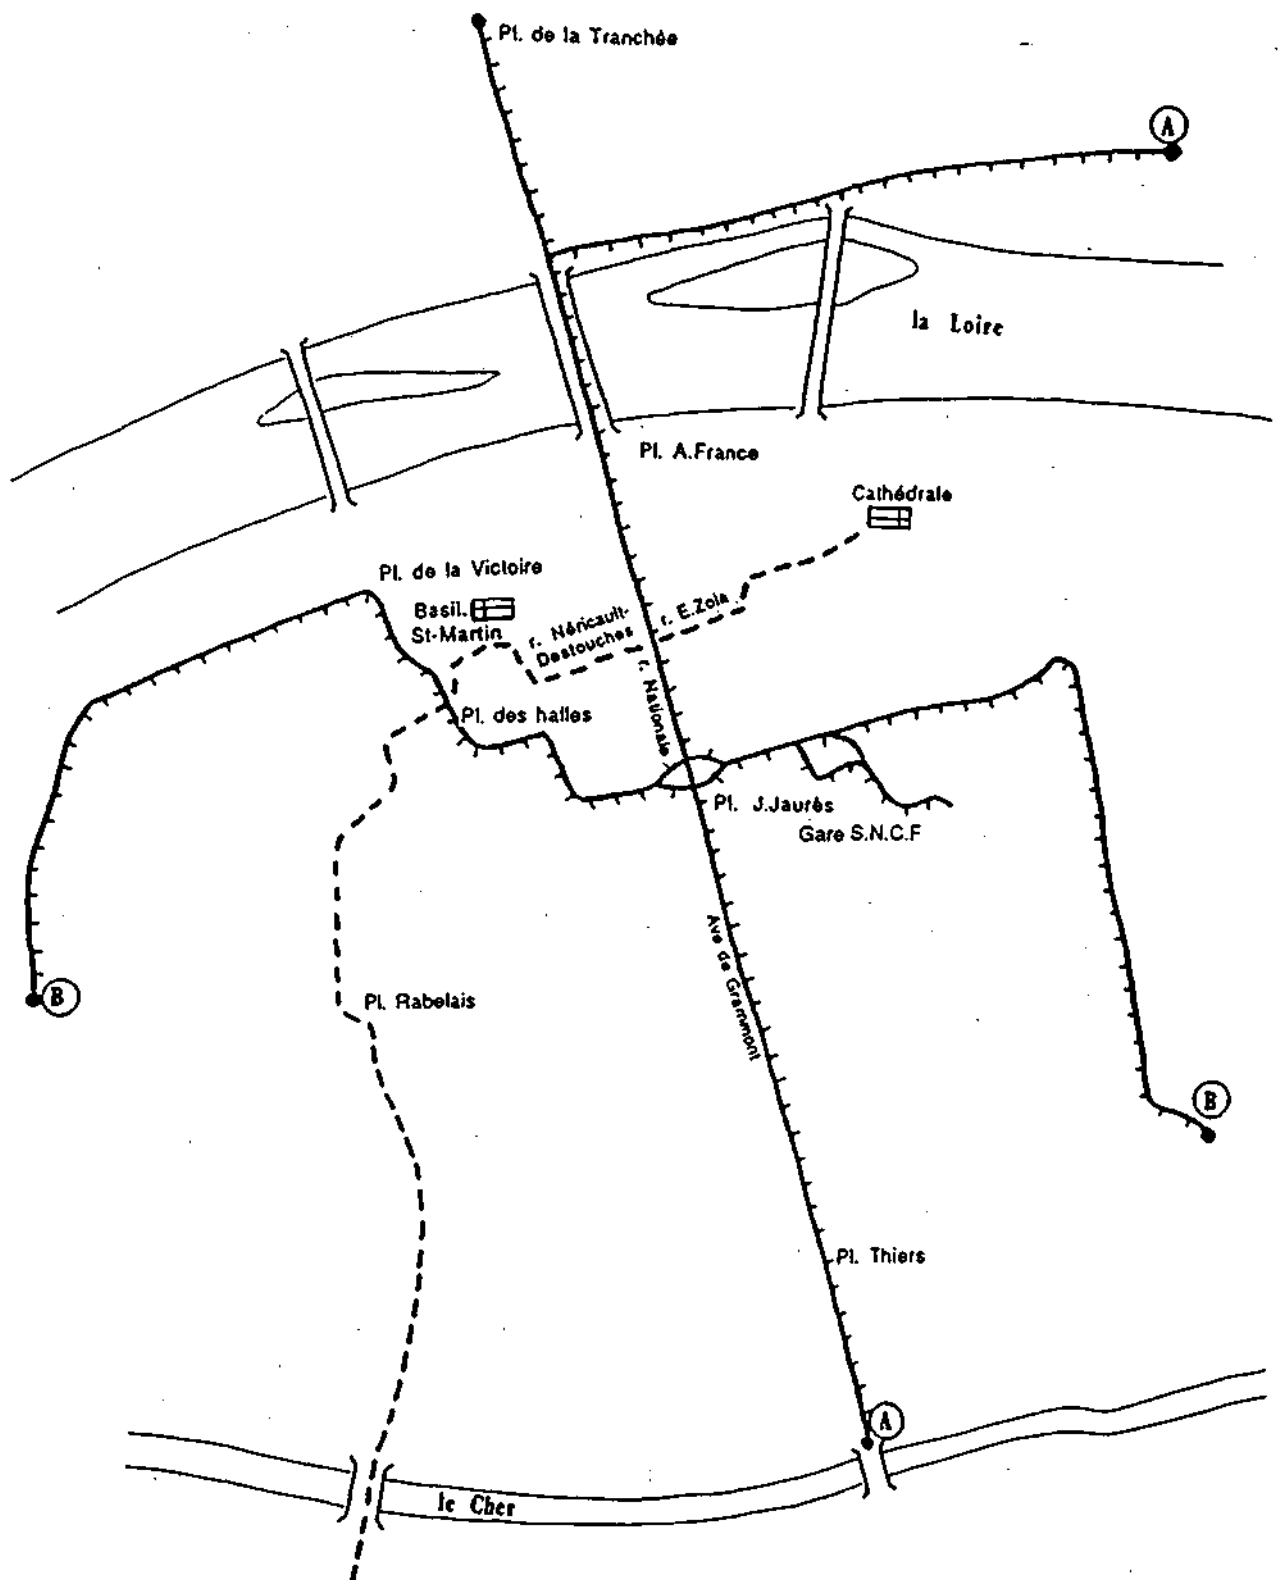 Pl. de la Tranchée
A
la Loire
Pl. A.France
Cathédrale
Pl. de la Victoire
Basil.
St-Martin
r. Néricault-
Destouches
r. E.Zola
r. Nationale
Pl. des halles
Pl. J.Jaurès
Gare S.N.C.F
Ave de Grammont
B
Pl. Rabelais
B
Pl. Thiers
A
le Cher